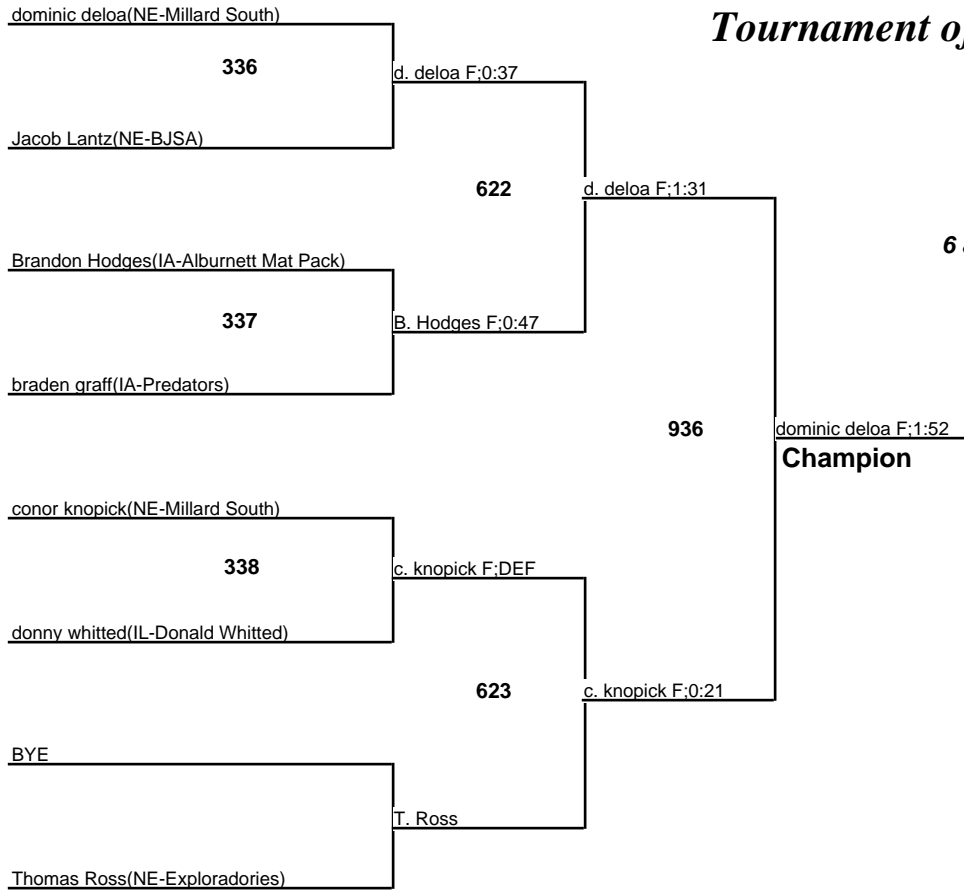 dominic deloa(NE-Millard South)
Tournament of
336
d. deloa F;0:37
Jacob Lantz(NE-BJSA)
622
d. deloa F;1:31
Brandon Hodges(IA-Alburnett Mat Pack)
6
337
B. Hodges F;0:47
braden graff(IA-Predators)
936
dominic deloa F;1:52
Champion
conor knopick(NE-Millard South)
338
c. knopick F;DEF
donny whitted(IL-Donald Whitted)
623
c. knopick F;0:21
BYE
T. Ross
Thomas Ross(NE-Exploradories)